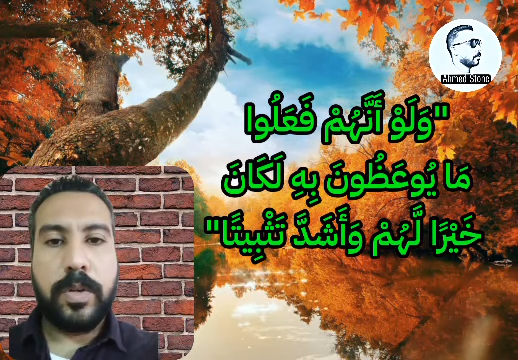 Ahmed Stone
"وَلَوْ أَنَّهُمْ فَعَلُوا
مَا يُوعَظُونَ بِهِ لَكَانَ
خَيْرًا لَّهُمْ وَأَشَدَّ تَثْبِيتًا"